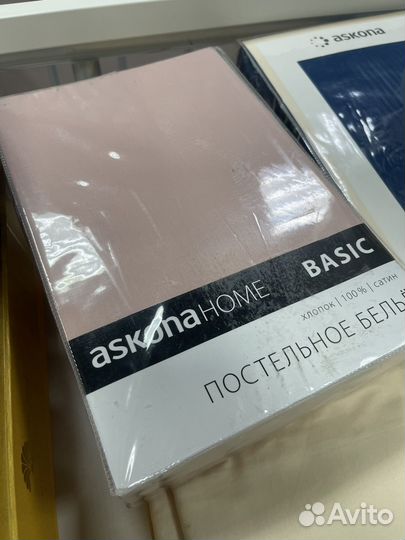 askona
askonaHOME BASIC
хлопок | 100% | сатин
ПОСТЕЛЬНОЕ БЕЛЬЁ
Avito